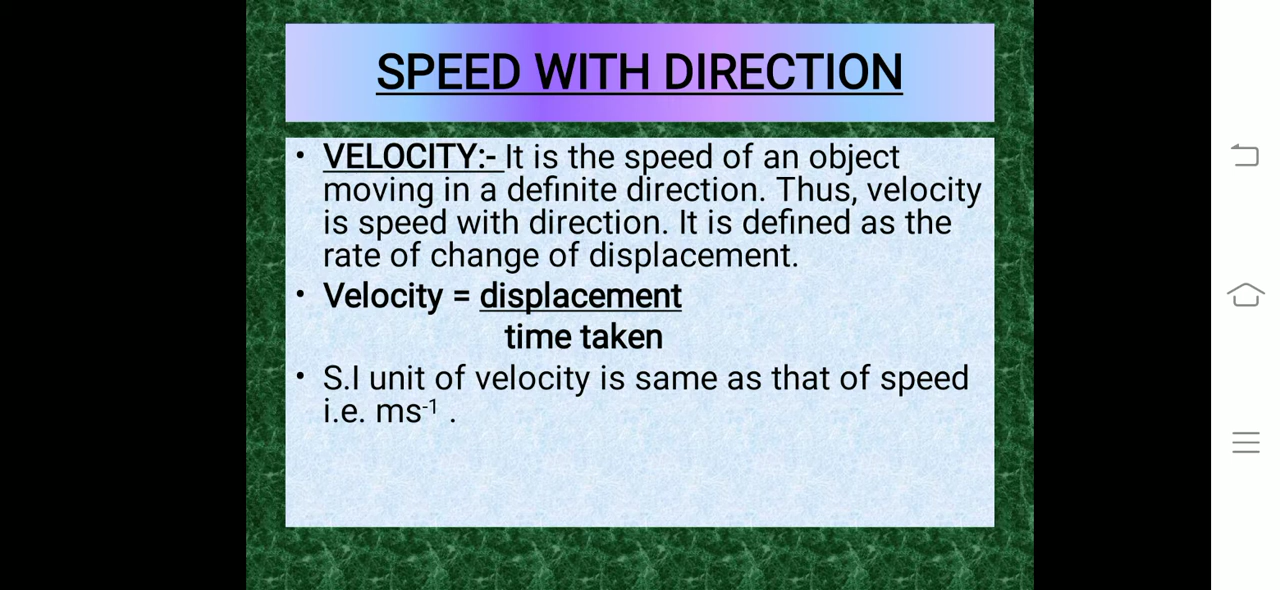 SPEED WITH DIRECTION
• VELOCITY:- It is the speed of an object
moving in a definite direction. Thus, velocity
is speed with direction. It is defined as the
rate of change of displacement.
• Velocity = displacement
time taken
• S.I unit of velocity is same as that of speed
i.e. ms⁻¹ .